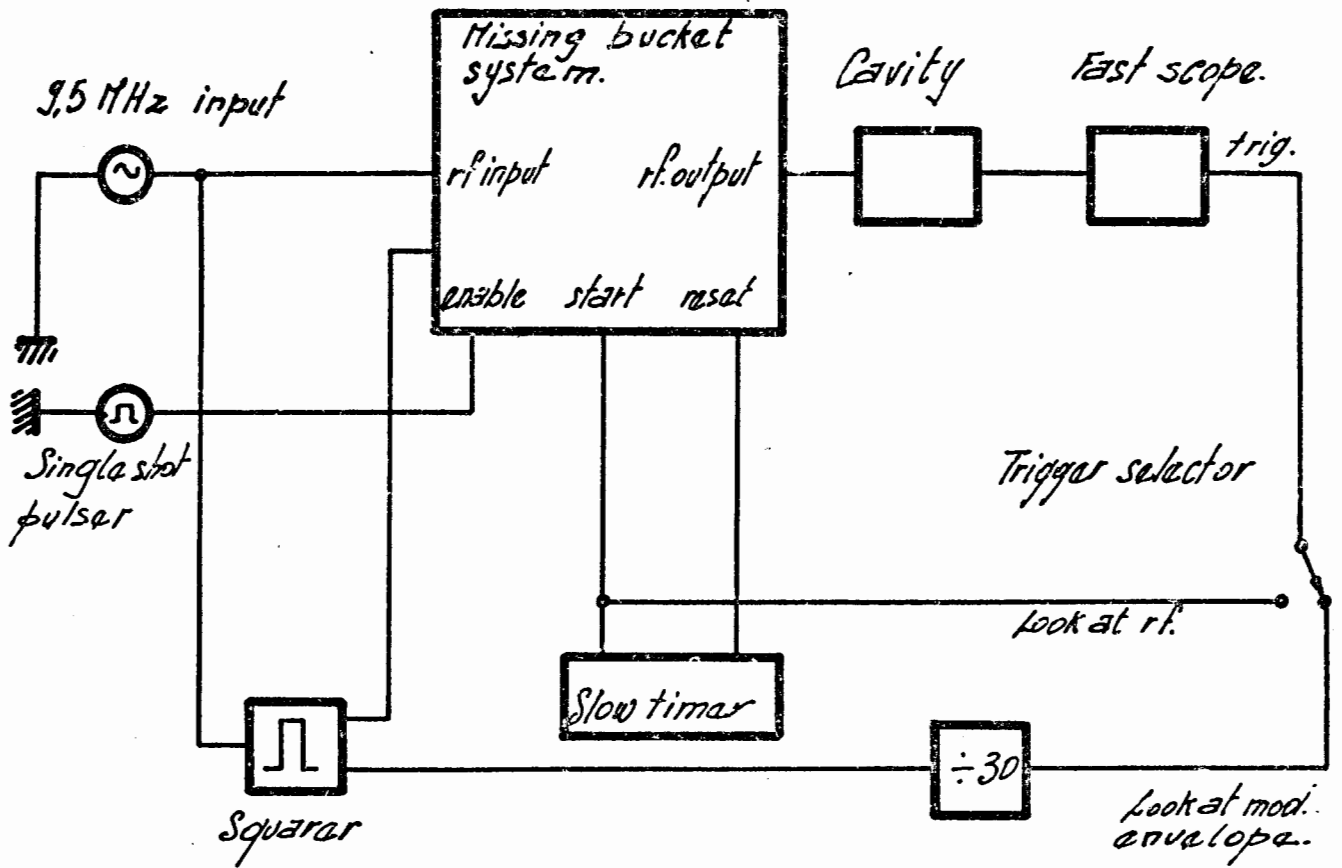 Missing bucket
system.
Cavity
Fast scope.
9,5 MHz input
trig.
rf input
rf. output
enable
start
reset
Single shot
pulser
Trigger selector
Look at rf.
Slow timer
÷30
Squarer
Look at mod.
envelope.